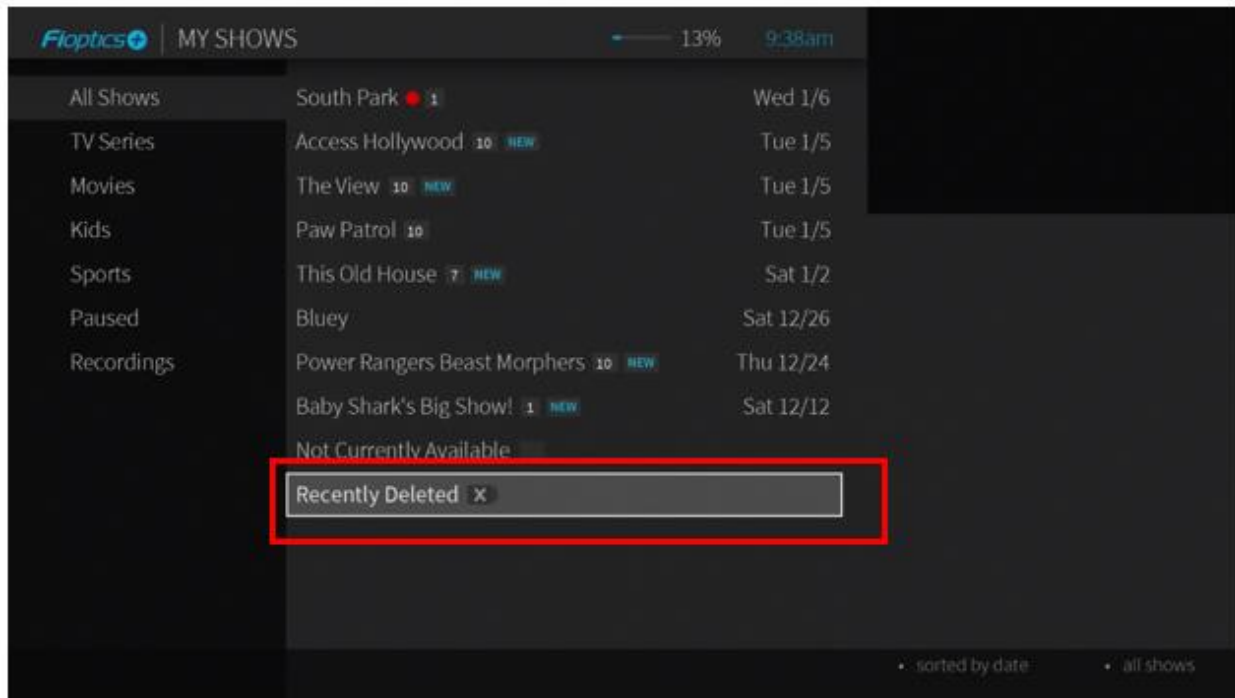 Fioptics+ | MY SHOWS 13% 9:38am
All Shows
TV Series
Movies
Kids
Sports
Paused
Recordings
South Park 1 Wed 1/6
Access Hollywood 10 NEW Tue 1/5
The View 10 NEW Tue 1/5
Paw Patrol 10 Tue 1/5
This Old House 7 NEW Sat 1/2
Bluey Sat 12/26
Power Rangers Beast Morphers 10 NEW Thu 12/24
Baby Shark's Big Show! 1 NEW Sat 12/12
Not Currently Available
Recently Deleted X
• sorted by date • all shows